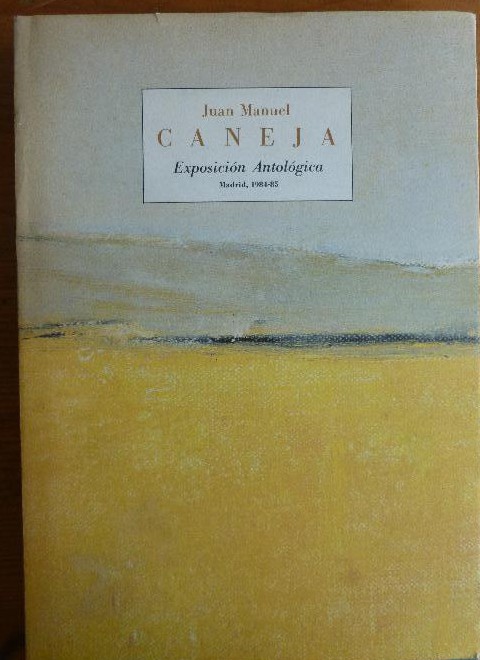 Juan Manuel
CANEJA
Exposición Antológica
Madrid, 1984-85